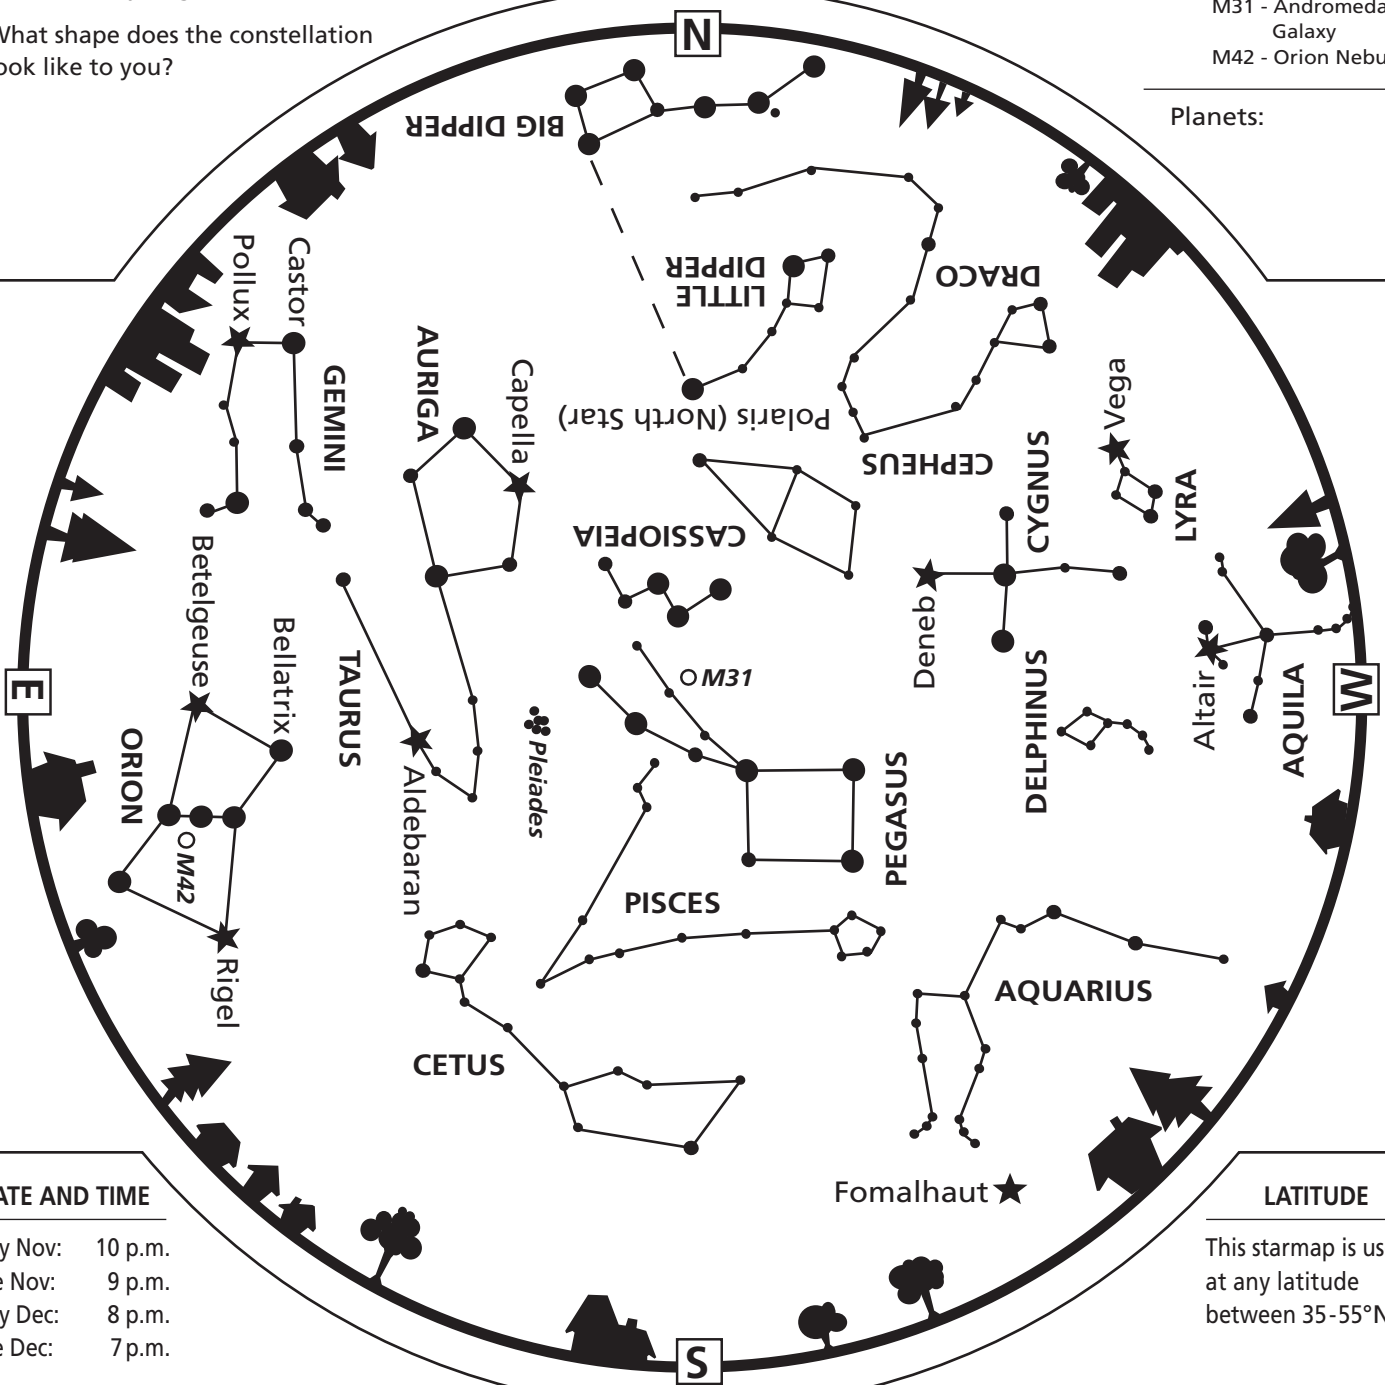 What shape does the constellation
ook like to you?
M31 - Andromeda
Galaxy
M42 - Orion Nebu
Planets:
N
BIG DIPPER
LITTLE
DIPPER
DRACO
Polaris (North Star)
CEPHEUS
CASSIOPEIA
Pollux
Castor
GEMINI
AURIGA
Capella
Vega
LYRA
CYGNUS
Deneb
Betelgeuse
Bellatrix
TAURUS
E
ORION
M42
Rigel
Aldebaran
Pleiades
M31
PEGASUS
DELPHINUS
Altair
AQUILA
W
PISCES
AQUARIUS
CETUS
Fomalhaut
S
ATE AND TIME
y Nov: 10 p.m.
e Nov: 9 p.m.
y Dec: 8 p.m.
e Dec: 7 p.m.
LATITUDE
This starmap is us
at any latitude
between 35-55°N